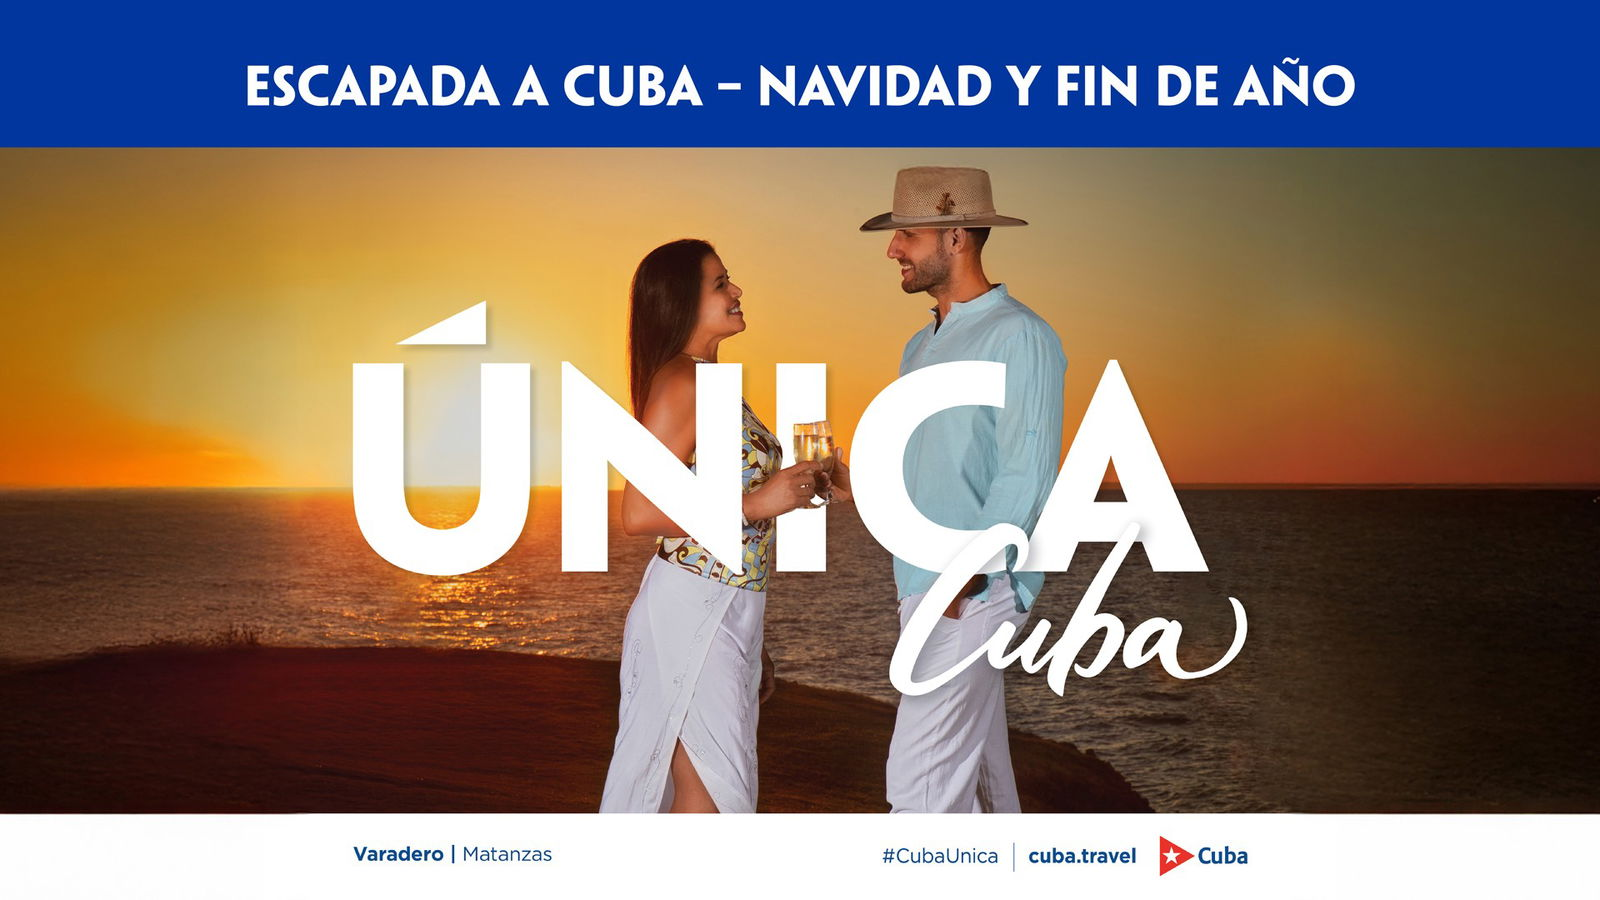 ESCAPADA A CUBA – NAVIDAD Y FIN DE AÑO
ÚNICA
Cuba
Varadero | Matanzas
#CubaUnica | cuba.travel Cuba